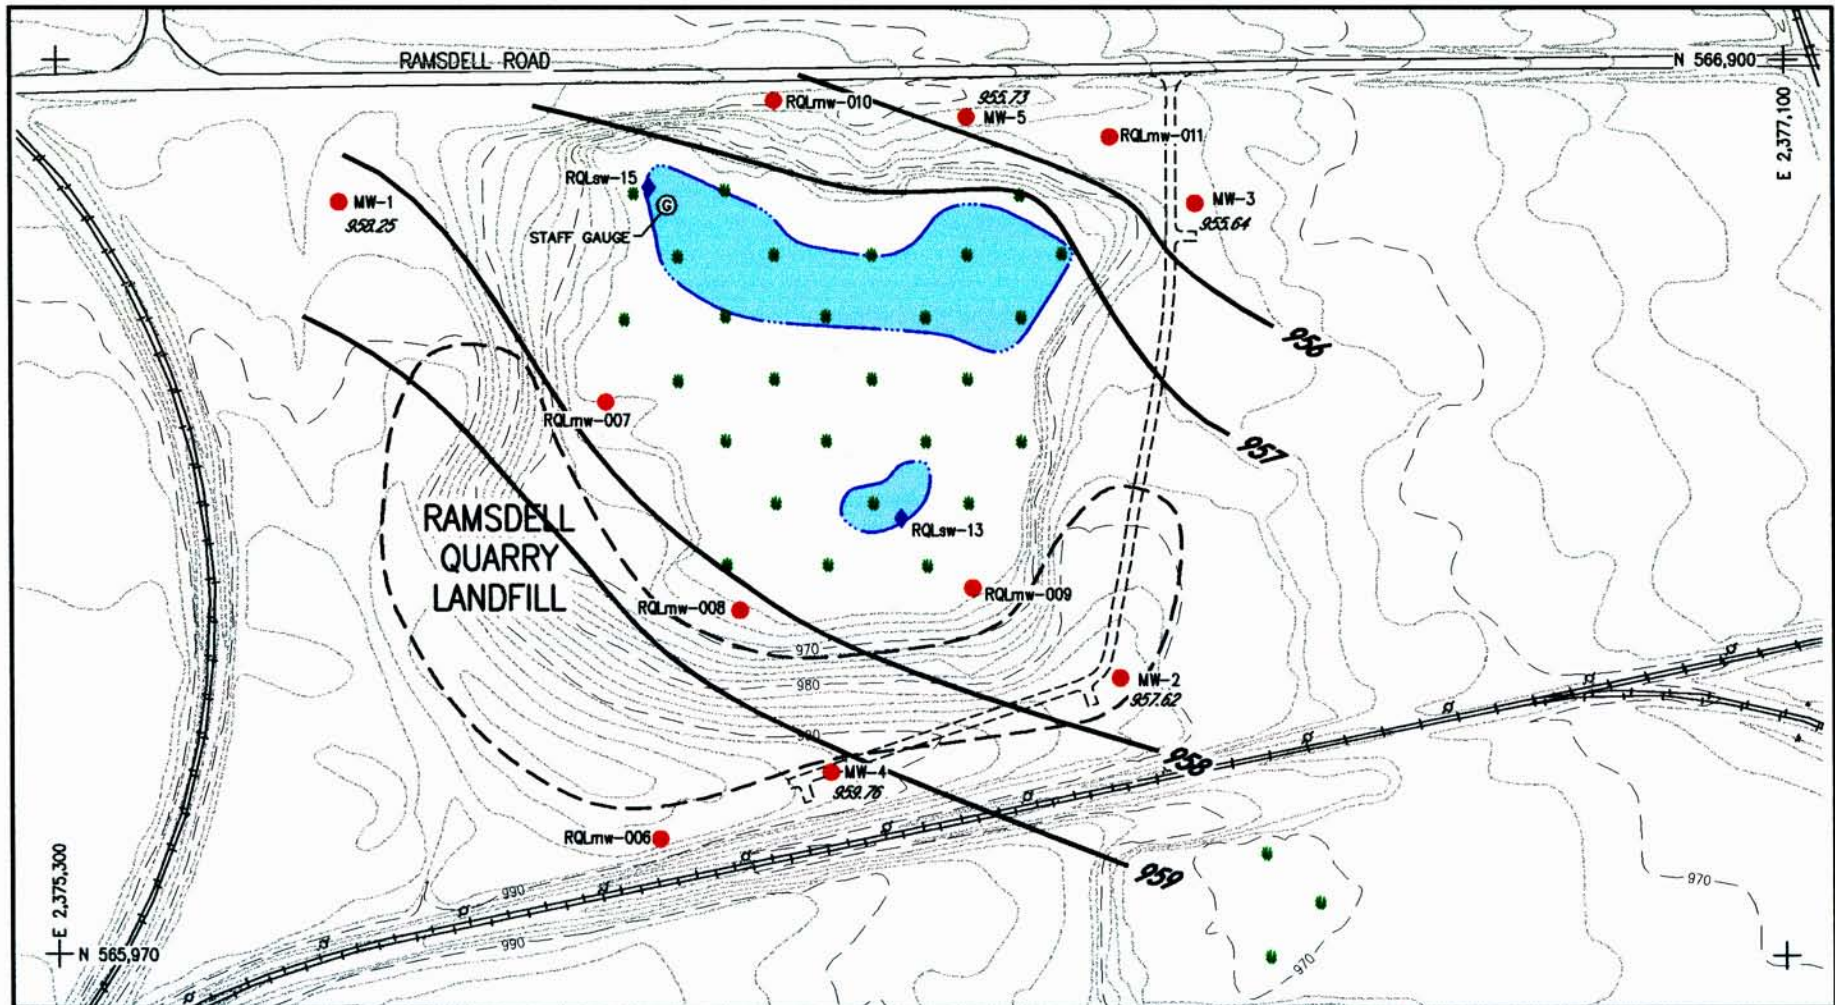 RAMSDELL ROAD
N 566,900
E 2,377,100
RQLmw-010
955.73
MW-5
RQLmw-011
RQLsw-15
G
STAFF GAUGE
MW-1
958.25
MW-3
955.64
956
RQLmw-007
957
RAMSDELL
QUARRY
LANDFILL
RQLsw-13
RQLmw-008
RQLmw-009
970
980
MW-2
957.62
990
958
MW-4
959.76
RQLmw-006
959
990
990
970
970
E 2,375,300
N 565,970